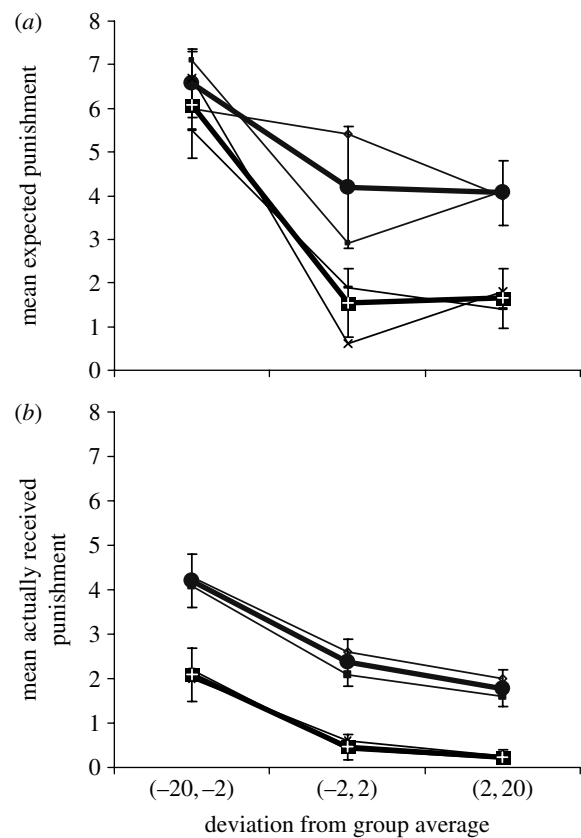 (a)
8
7
6
5
4
3
2
1
0
mean expected punishment
(b)
8
7
6
5
4
3
2
1
0
mean actually received
punishment
(–20, –2) (–2, 2) (2, 20)
deviation from group average